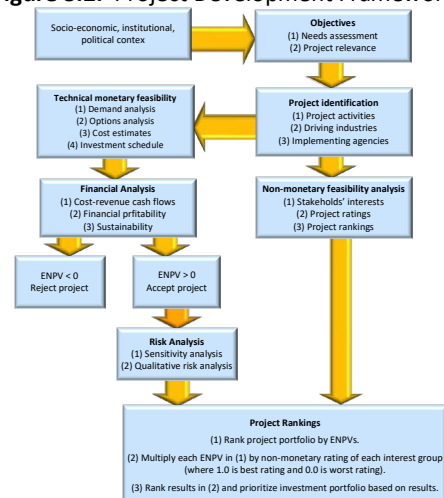 Figure 3.2. Project Development Framework
Socio-economic, institutional,
political contex
Objectives
(1) Needs assessment
(2) Project relevance
Technical monetary feasibility
(1) Demand analysis
(2) Options analysis
(3) Cost estimates
(4) Investment schedule
Project identification
(1) Project activities
(2) Driving industries
(3) Implementing agencies
Financial Analysis
(1) Cost-revenue cash flows
(2) Financial prfitability
(3) Sustainability
Non-monetary feasibility analysis
(1) Stakeholds’ interests
(2) Project ratings
(3) Project rankings
ENPV < 0
Reject project
ENPV > 0
Accept project
Risk Analysis
(1) Sensitivity analysis
(2) Qualitative risk analysis
Project Rankings
(1) Rank project portfolio by ENPVs.
(2) Multiply each ENPV in (1) by non-monetary rating of each interest group
(where 1.0 is best rating and 0.0 is worst rating).
(3) Rank results in (2) and prioritize investment portfolio based on results.